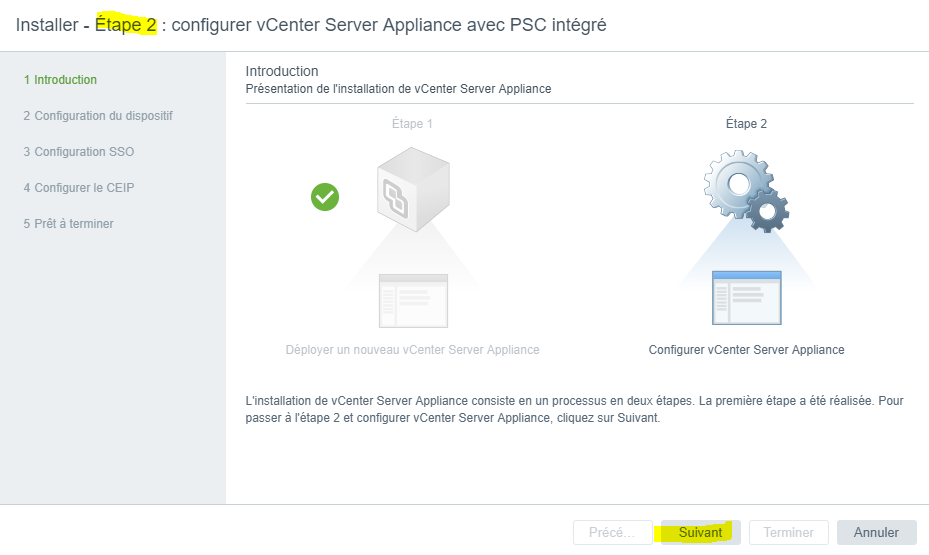 Installer - Étape 2 : configurer vCenter Server Appliance avec PSC intégré
1 Introduction
2 Configuration du dispositif
3 Configuration SSO
4 Configurer le CEIP
5 Prêt à terminer
Introduction
Présentation de l'installation de vCenter Server Appliance
Étape 1
Étape 2
Déployer un nouveau vCenter Server Appliance
Configurer vCenter Server Appliance
L'installation de vCenter Server Appliance consiste en un processus en deux étapes. La première étape a été réalisée. Pour
passer à l'étape 2 et configurer vCenter Server Appliance, cliquez sur Suivant.
Précé...
Suivant
Terminer
Annuler